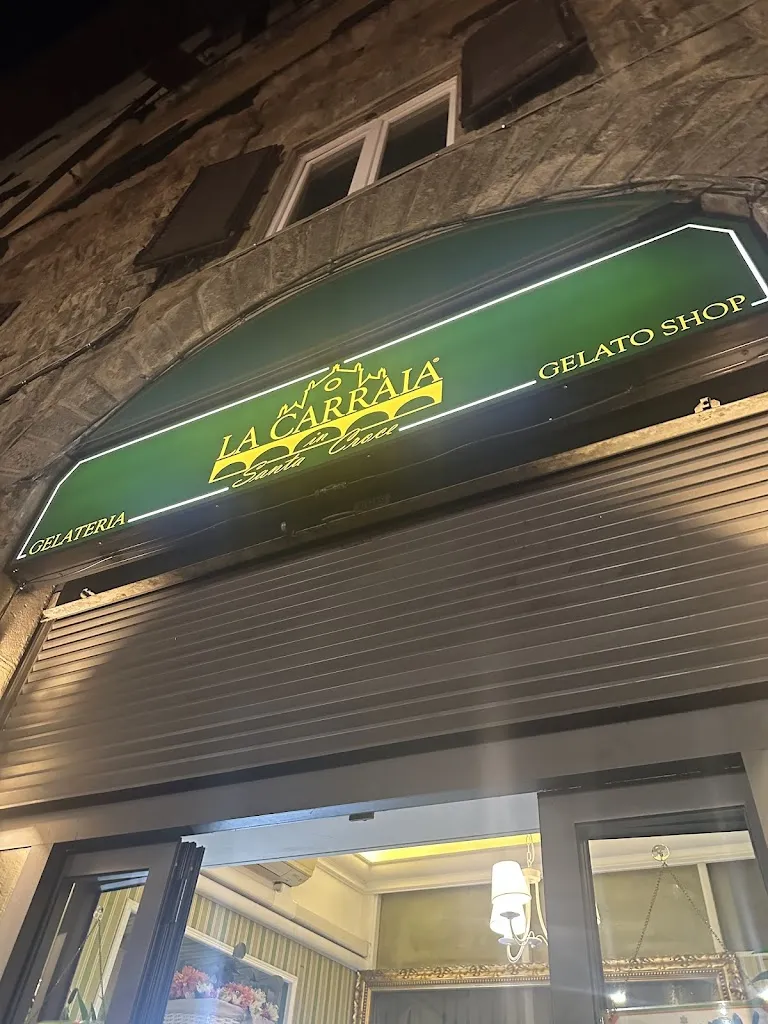 LA CARRAIA®
in
Santa Croce
GELATERIA
GELATO SHOP